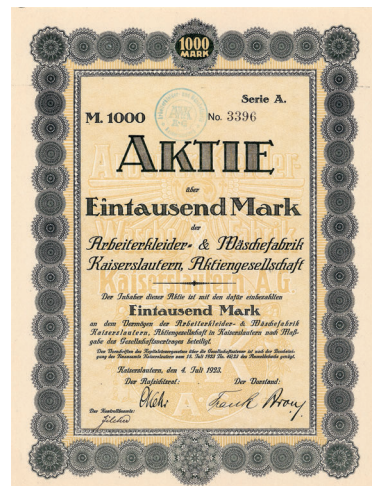 1000
MARK
Serie A.
M. 1000
No. 3396
AKTIE
über
Eintausend Mark
der
Arbeiterkleider- & Wäschefabrik
Kaiserslautern, Aktiengesellschaft
Der Inhaber dieser Aktie ist mit den dafür einbezahlten
Eintausend Mark
an dem Vermögen der Arbeiterkleider- & Wäschefabrik
Kaiserslautern, Aktiengesellschaft in Kaiserslautern nach Maß-
gabe des Gesellschaftsvertrages beteiligt.
Kaiserslautern, den 4. Juli 1923.
Der Aufsichtsrat:
Der Vorstand:
Frank
Der Kontrollbeamte: